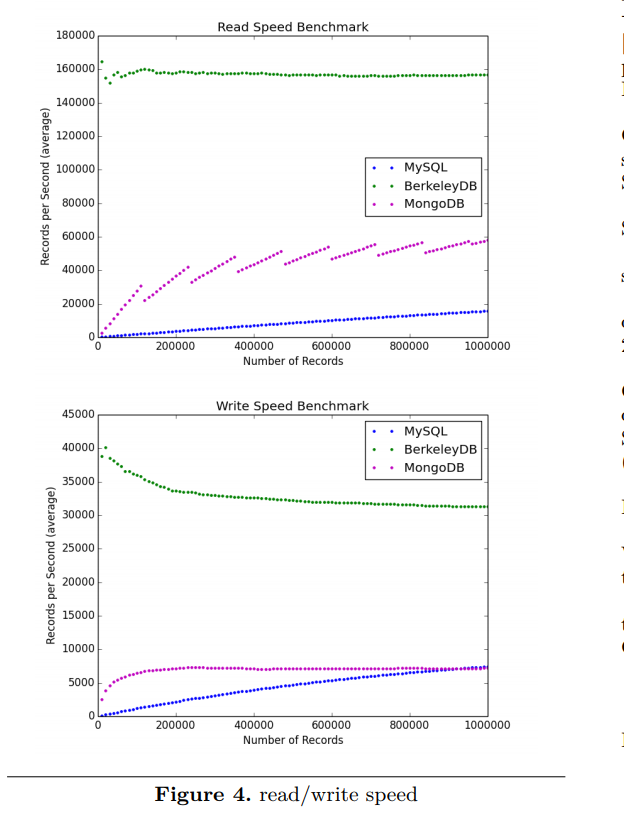 Read Speed Benchmark
180000
160000
140000
120000
100000
80000
60000
40000
20000
0
Records per Second (average)
MySQL
BerkeleyDB
MongoDB
0 200000 400000 600000 800000 1000000
Number of Records
Write Speed Benchmark
45000
40000
35000
30000
25000
20000
15000
10000
5000
0
Records per Second (average)
MySQL
BerkeleyDB
MongoDB
0 200000 400000 600000 800000 1000000
Number of Records
Figure 4. read/write speed